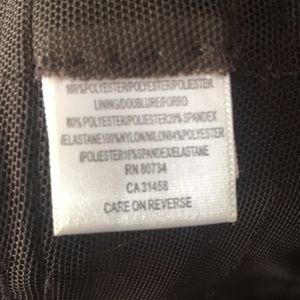 100%POLYESTER/POLYESTER/POLIESTER
LINING/DOUBLURE/FORRO
80% POLYESTER/POLIESTER20% SPANDEX
/ELASTANE100%NYLON/NILON84%POLYESTER
/POLIESTER16%SPANDEX/ELASTANE
RN 80734
CA 31458
CARE ON REVERSE